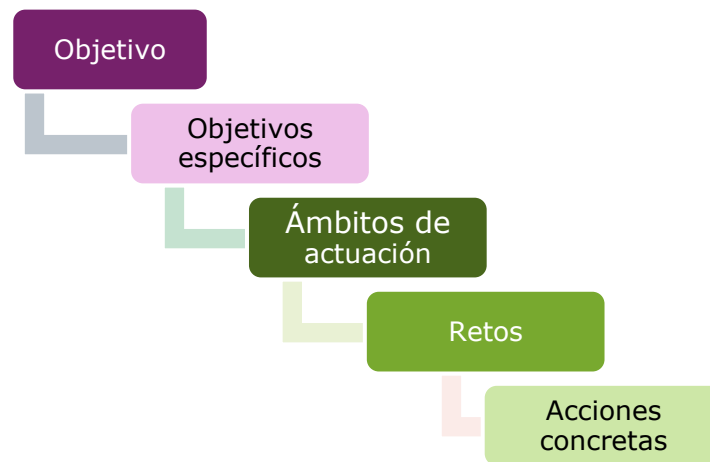 Objetivo
Objetivos
específicos
Ámbitos de
actuación
Retos
Acciones
concretas